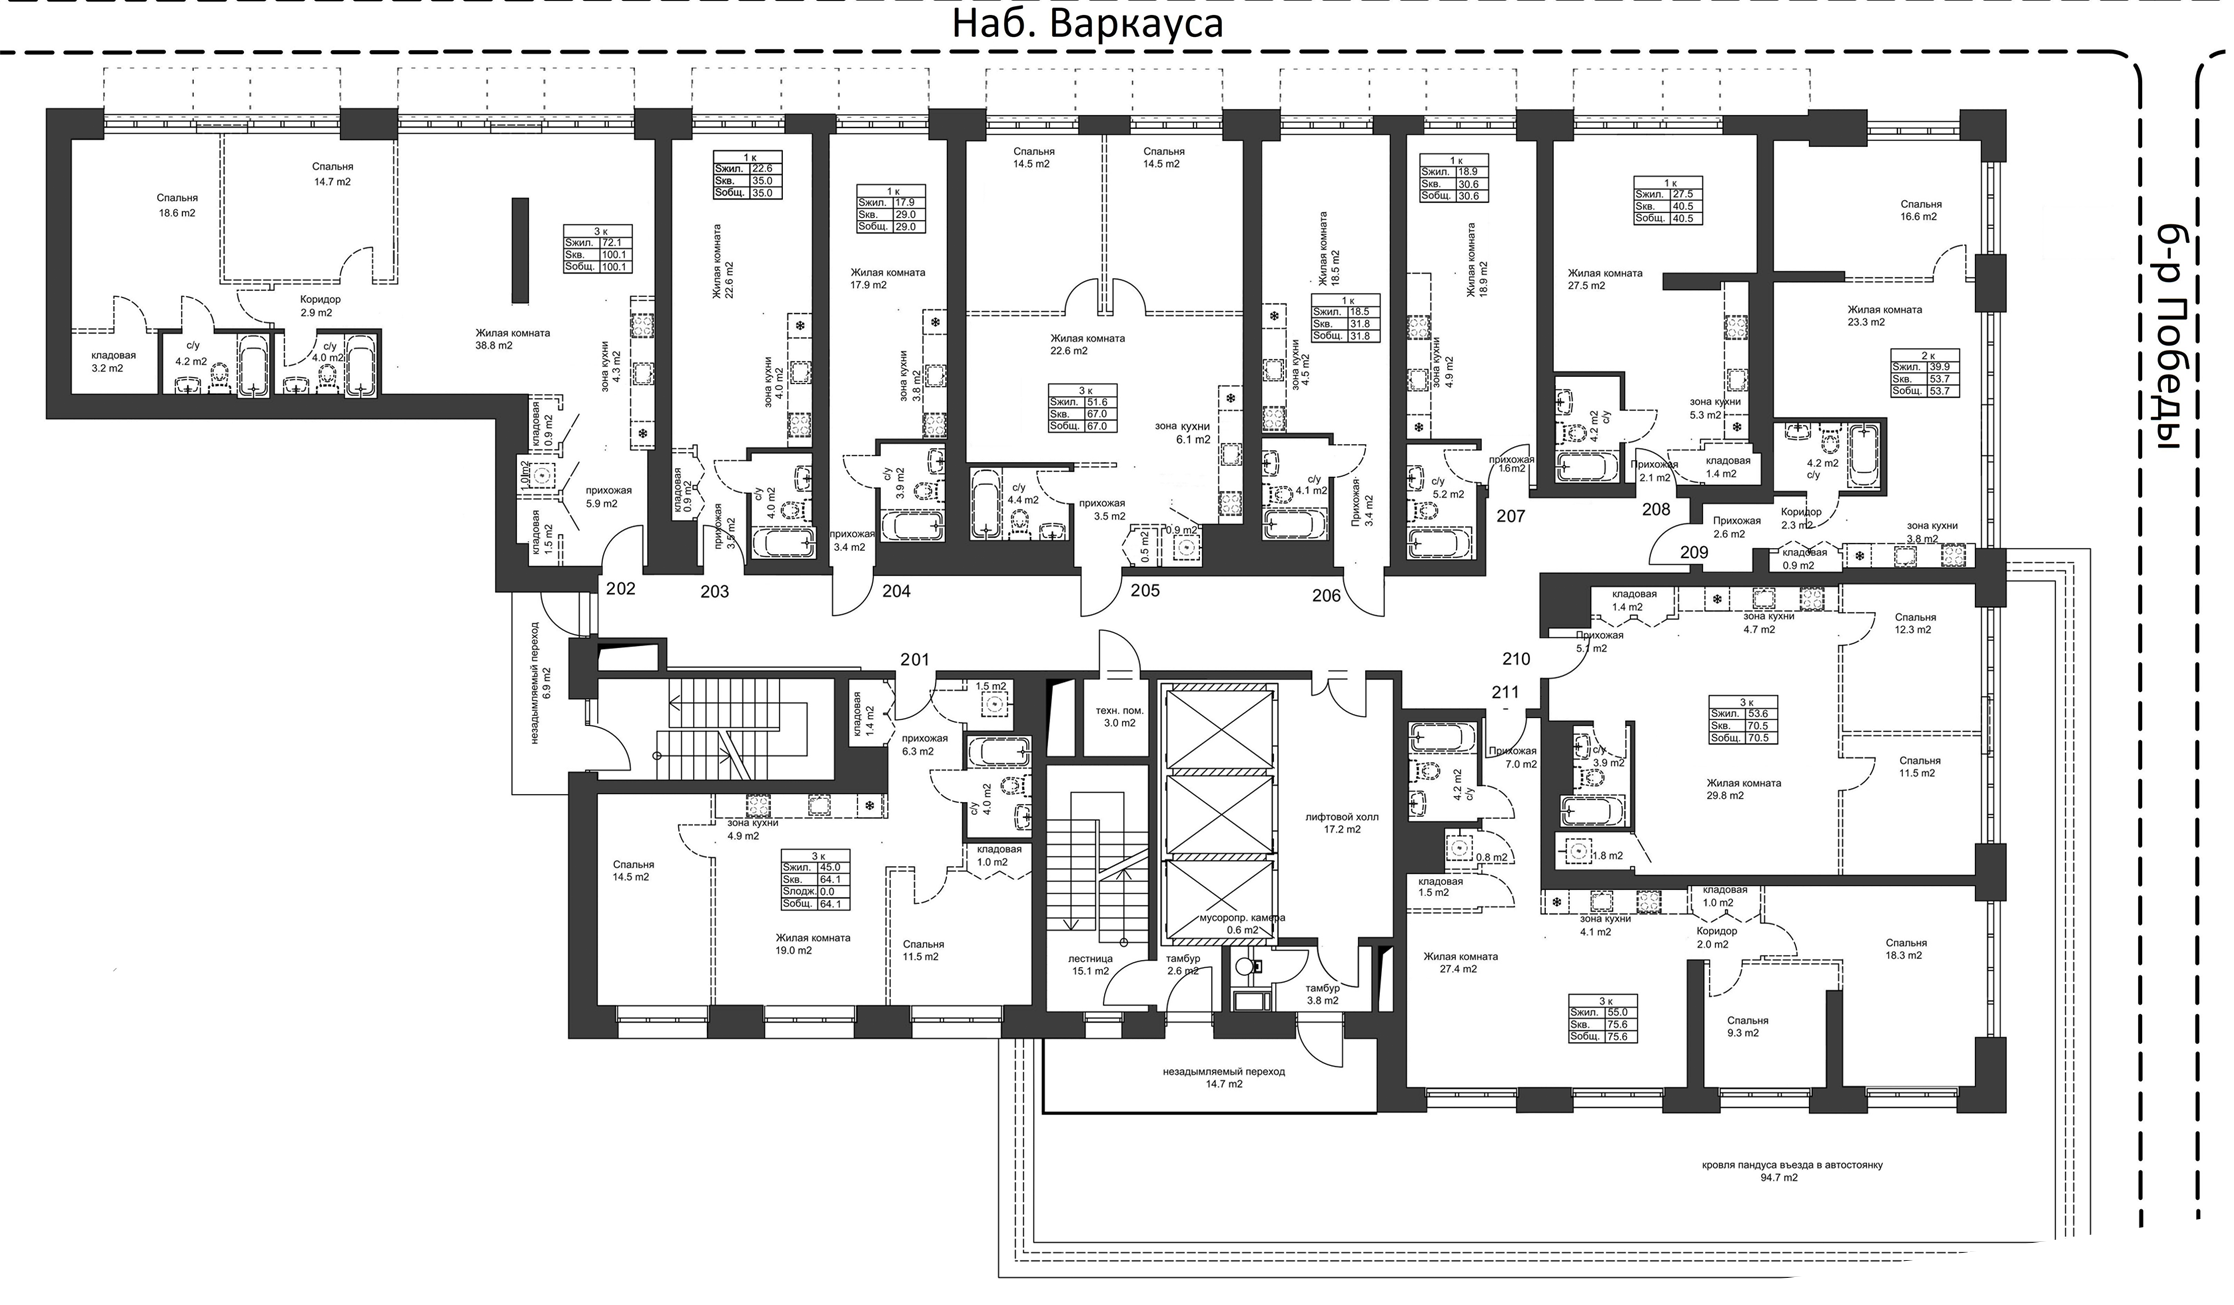 Наб. Варкауса
б-р Победы
Спальня
18.6 m2
Спальня
14.7 m2
Коридор
2.9 m2
кладовая
3.2 m2
с/у
4.2 m2
с/у
4.0 m2
Жилая комната
38.8 m2
3 к
Sжил. 72.1
Sкв. 100.1
Sобщ. 100.1
зона кухни
4.3 m2
кладовая
0.9 m2
1.0 m2
кладовая
1.5 m2
прихожая
5.9 m2
202
1 к
Sжил. 22.6
Sкв. 35.0
Sобщ. 35.0
Жилая комната
22.6 m2
зона кухни
4.0 m2
кладовая
0.9 m2
прихожая
3.5 m2
с/у
4.0 m2
203
1 к
Sжил. 17.9
Sкв. 29.0
Sобщ. 29.0
Жилая комната
17.9 m2
зона кухни
3.8 m2
с/у
3.9 m2
прихожая
3.4 m2
204
Спальня
14.5 m2
Спальня
14.5 m2
Жилая комната
22.6 m2
3 к
Sжил. 51.6
Sкв. 67.0
Sобщ. 67.0
зона кухни
6.1 m2
с/у
4.4 m2
прихожая
3.5 m2
0.5 m2
0.9 m2
205
Жилая комната
18.5 m2
1 к
Sжил. 18.5
Sкв. 31.8
Sобщ. 31.8
зона кухни
4.5 m2
с/у
4.1 m2
Прихожая
3.4 m2
206
1 к
Sжил. 18.9
Sкв. 30.6
Sобщ. 30.6
Жилая комната
18.9 m2
зона кухни
4.9 m2
с/у
5.2 m2
прихожая
1.6 m2
207
1 к
Sжил. 27.5
Sкв. 40.5
Sобщ. 40.5
Жилая комната
27.5 m2
зона кухни
5.3 m2
4.2 m2
с/у
Прихожая
2.1 m2
кладовая
1.4 m2
208
Спальня
16.6 m2
Жилая комната
23.3 m2
2 к
Sжил. 39.9
Sкв. 53.7
Sобщ. 53.7
4.2 m2
с/у
Коридор
2.3 m2
Прихожая
2.6 m2
кладовая
0.9 m2
зона кухни
3.8 m2
209
незадымляемый переход
6.9 m2
201
кладовая
1.4 m2
1.5 m2
прихожая
6.3 m2
с/у
4.0 m2
зона кухни
4.9 m2
Спальня
14.5 m2
3 к
Sжил. 45.0
Sкв. 64.1
Sлодж. 0.0
Sобщ. 64.1
кладовая
1.0 m2
Жилая комната
19.0 m2
Спальня
11.5 m2
техн. пом.
3.0 m2
лифтовой холл
17.2 m2
мусоропр. камера
0.6 m2
лестница
15.1 m2
тамбур
2.6 m2
тамбур
3.8 m2
незадымляемый переход
14.7 m2
210
Прихожая
5.1 m2
кладовая
1.4 m2
зона кухни
4.7 m2
Спальня
12.3 m2
3 к
Sжил. 53.6
Sкв. 70.5
Sобщ. 70.5
с/у
3.9 m2
Жилая комната
29.8 m2
Спальня
11.5 m2
1.8 m2
211
Прихожая
7.0 m2
4.2 m2
с/у
0.8 m2
кладовая
1.5 m2
зона кухни
4.1 m2
кладовая
1.0 m2
Коридор
2.0 m2
Жилая комната
27.4 m2
Спальня
18.3 m2
3 к
Sжил. 55.0
Sкв. 75.6
Sобщ. 75.6
Спальня
9.3 m2
кровля пандуса въезда в автостоянку
94.7 m2